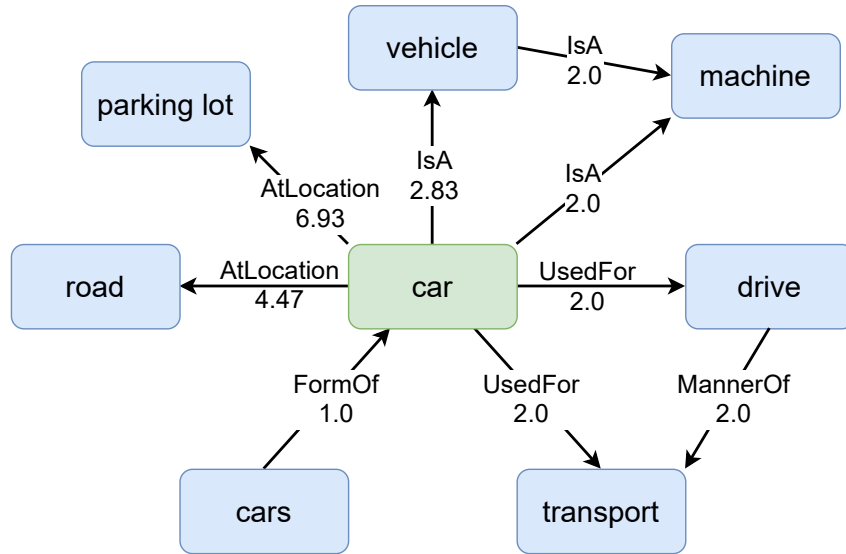 vehicle
IsA
2.0
machine
parking lot
IsA
2.83
IsA
2.0
AtLocation
6.93
road
AtLocation
4.47
car
UsedFor
2.0
drive
FormOf
1.0
UsedFor
2.0
MannerOf
2.0
cars
transport